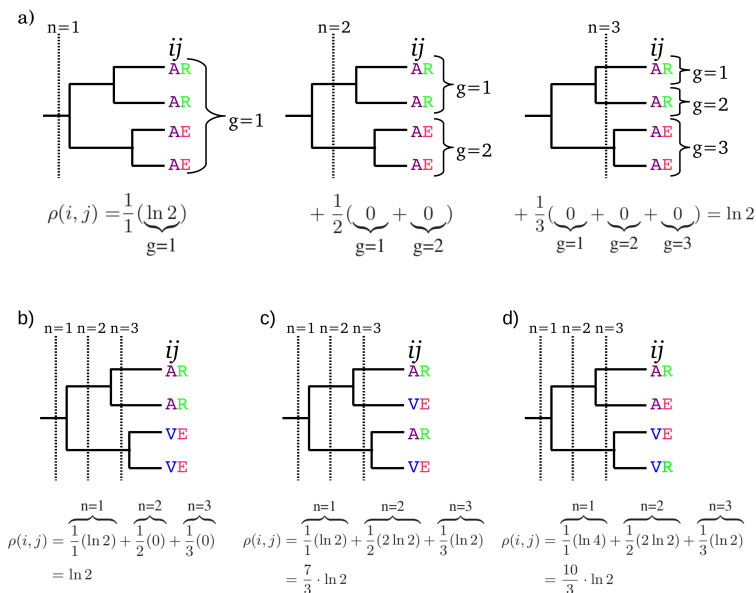 a)
n=1
n=2
n=3
ij
ij
ij
AR
AR
AE
AE
g=1
AR
AR
AE
AE
g=1
g=2
AR
AR
AE
AE
g=1
g=2
g=3
ρ(i, j) = 1/1 (ln 2) + 1/2 (0 + 0) + 1/3 (0 + 0 + 0) = ln 2
g=1 g=1 g=2 g=1 g=2 g=3
b)
n=1 n=2 n=3
ij
AR
AR
VE
VE
n=1 n=2 n=3
ρ(i, j) = 1/1 (ln 2) + 1/2 (0) + 1/3 (0)
= ln 2
c)
n=1 n=2 n=3
ij
AR
VE
AR
VE
n=1 n=2 n=3
ρ(i, j) = 1/1 (ln 2) + 1/2 (2 ln 2) + 1/3 (ln 2)
= 7/3 · ln 2
d)
n=1 n=2 n=3
ij
AR
AE
VE
VR
n=1 n=2 n=3
ρ(i, j) = 1/1 (ln 4) + 1/2 (2 ln 2) + 1/3 (ln 2)
= 10/3 · ln 2